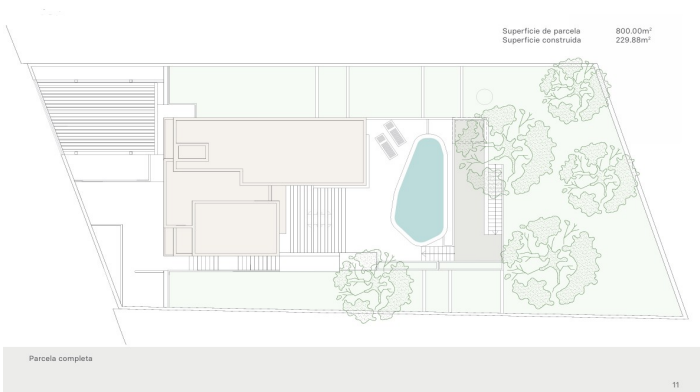 Superficie de parcela 800.00m²
Superficie construida 229.88m²
Parcela completa
11